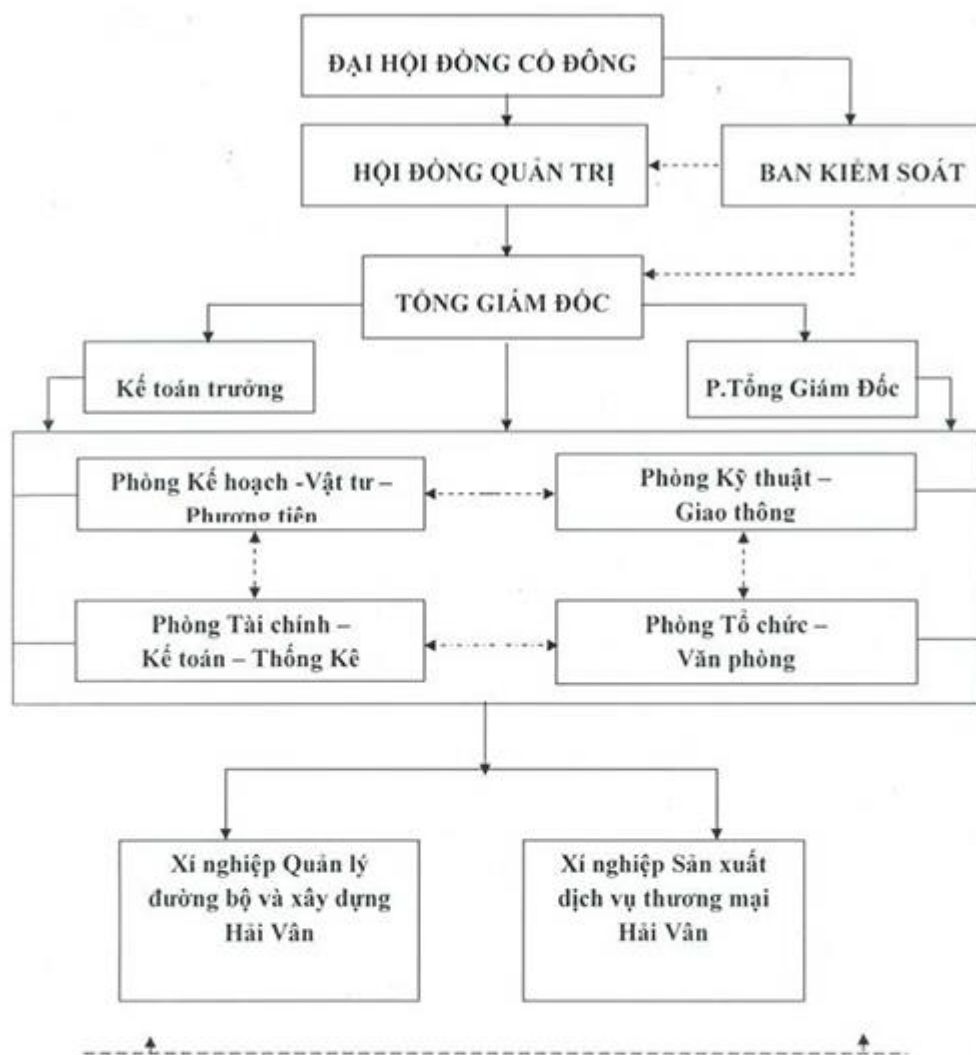 ĐẠI HỘI ĐỒNG CỔ ĐÔNG
HỘI ĐỒNG QUẢN TRỊ
BAN KIỂM SOÁT
TỔNG GIÁM ĐỐC
Kế toán trưởng
P.Tổng Giám Đốc
Phòng Kế hoạch -Vật tư –
Phương tiện
Phòng Kỹ thuật –
Giao thông
Phòng Tài chính –
Kế toán – Thống Kê
Phòng Tổ chức –
Văn phòng
Xí nghiệp Quản lý
đường bộ và xây dựng
Hải Vân
Xí nghiệp Sản xuất
dịch vụ thương mại
Hải Vân